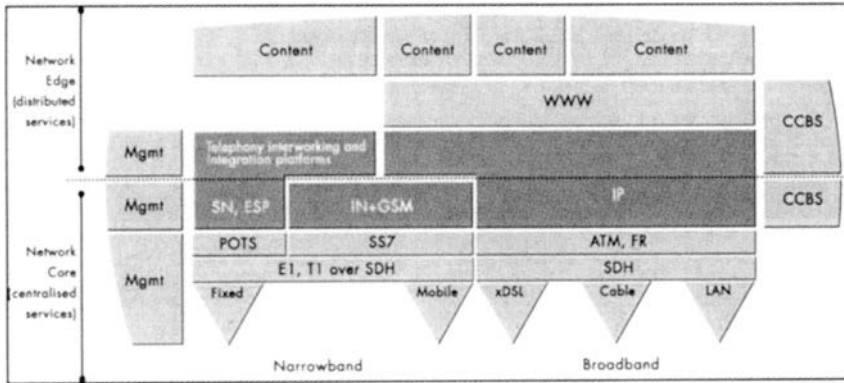 Content Content Content Content
Network
Edge
(distributed
services)
WWW
CCBS
Mgmt
Telephony interworking and
Integration platforms
Mgmt
SN, ESP
IN+GSM
IP
CCBS
POTS SS7 ATM, FR
Network
Core
(centralised
services)
Mgmt
E1, T1 over SDH SDH
Fixed Mobile xDSL Cable LAN
Narrowband Broadband